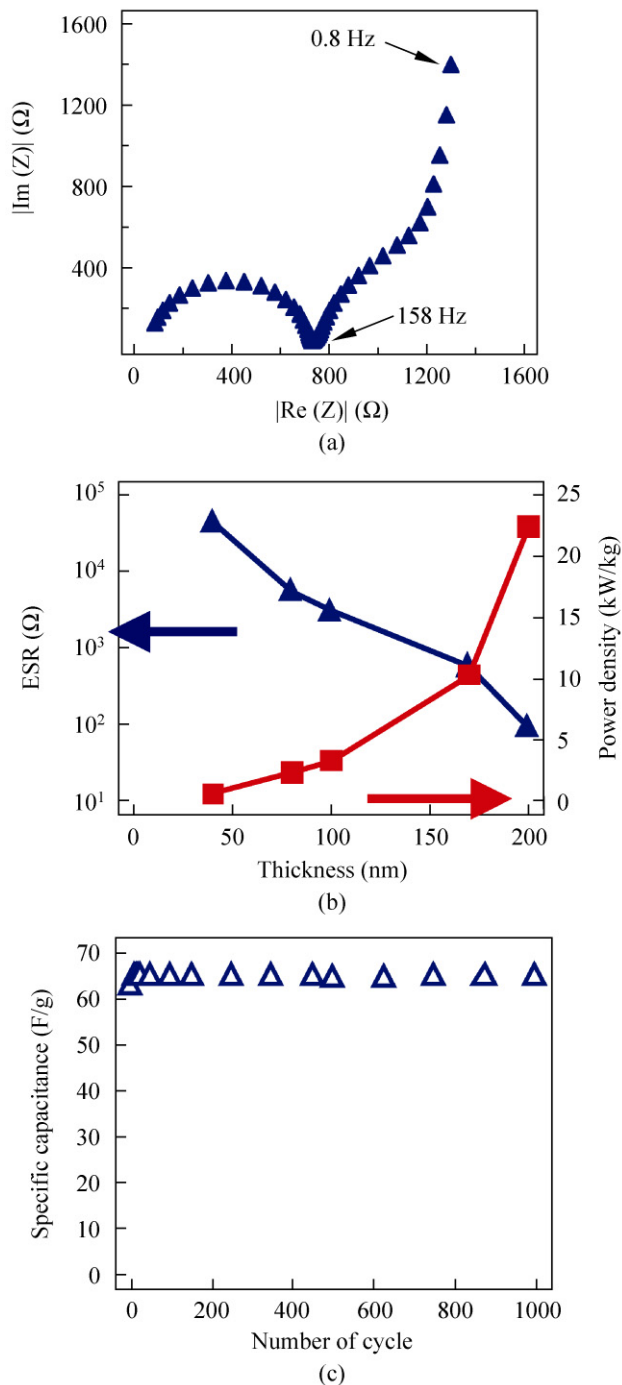 1600
1400
800
400
0
|Im (Z)| (Ω)
0.8 Hz
158 Hz
0 400 800 1200 1600
|Re (Z)| (Ω)
(a)
10⁵
10⁴
10³
10²
10¹
ESR (Ω)
25
20
15
10
5
0
Power density (kW/kg)
0 50 100 150 200
Thickness (nm)
(b)
70
60
50
40
30
20
10
0
Specific capacitance (F/g)
0 200 400 600 800 1000
Number of cycle
(c)